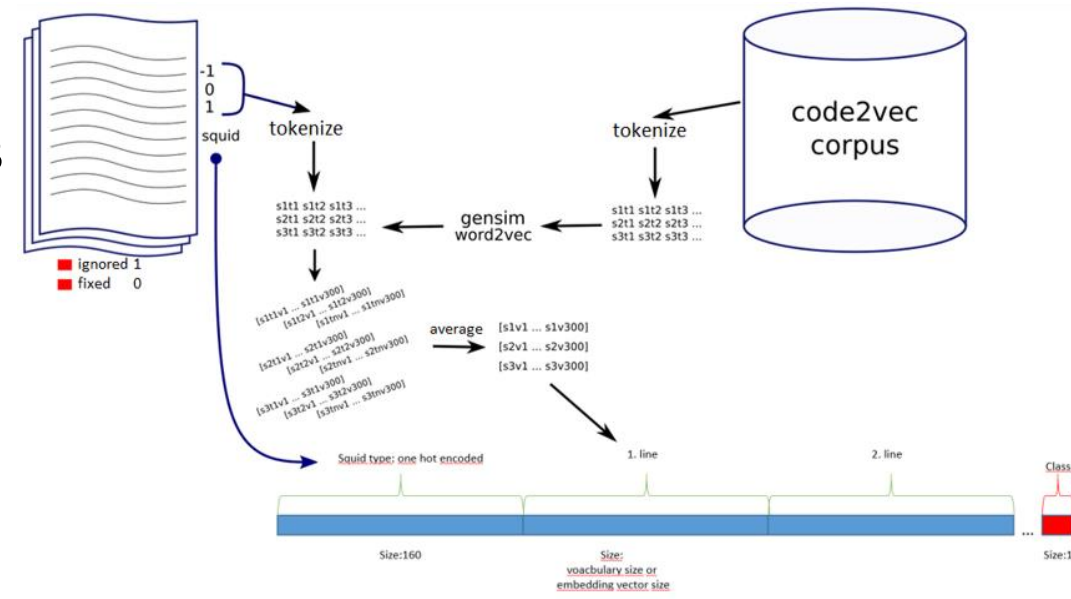 -1
0
1
squid
ignored 1
fixed 0
tokenize
s1t1 s1t2 s1t3 ...
s2t1 s2t2 s2t3 ...
s3t1 s3t2 s3t3 ...
gensim
word2vec
tokenize
s1t1 s1t2 s1t3 ...
s2t1 s2t2 s2t3 ...
s3t1 s3t2 s3t3 ...
code2vec
corpus
[s1t1v1 ... s1t1v300]
[s1t2v1 ... s1t2v300]
[s1tnv1 ... s1tnv300]
[s2t1v1 ... s2t1v300]
[s2t2v1 ... s2t2v300]
[s2tnv1 ... s2tnv300]
[s3t1v1 ... s3t1v300]
[s3t2v1 ... s3t2v300]
[s3tnv1 ... s3tnv300]
average
[s1v1 ... s1v300]
[s2v1 ... s2v300]
[s3v1 ... s3v300]
Squid type: one hot encoded
1. line
2. line
Class
...
Size:160
Size:
voacbulary size or
embedding vector size
Size:1